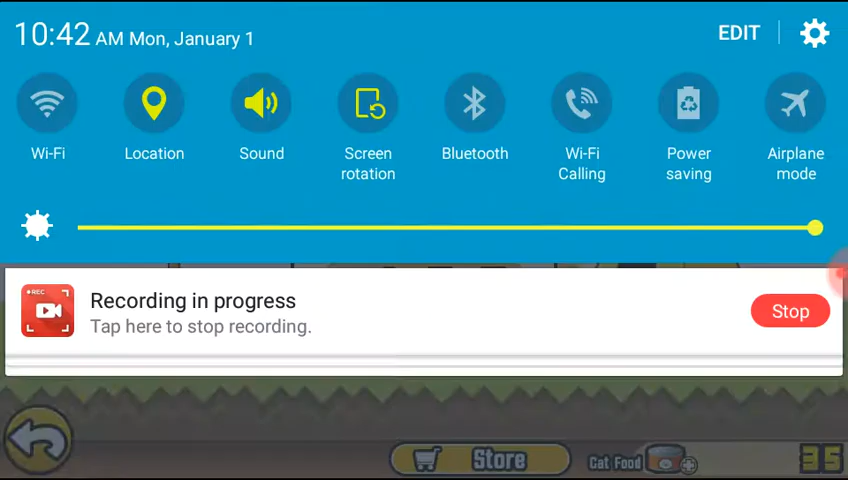 10:42 AM Mon, January 1
EDIT
Wi-Fi
Location
Sound
Screen
rotation
Bluetooth
Wi-Fi
Calling
Power
saving
Airplane
mode
REC
Recording in progress
Tap here to stop recording.
Stop
Store
Cat Food
35